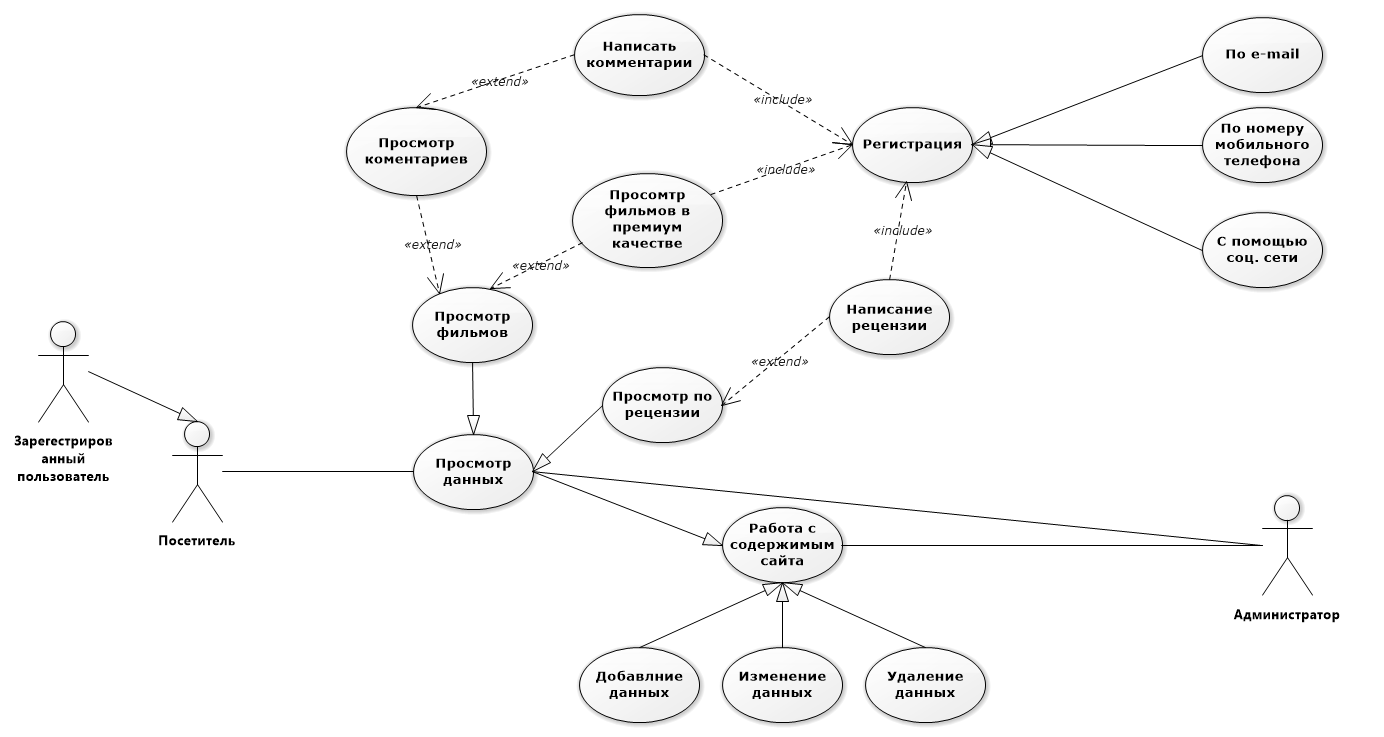 Написать
комментарии
По e-mail
«extend»
«include»
Просмотр
коментариев
Регистрация
По номеру
мобильного
телефона
«include»
Просомтр
фильмов в
премиум
качестве
«include»
«extend»
«extend»
С помощью
соц. сети
Просмотр
фильмов
Написание
рецензии
«extend»
Просмотр по
рецензии
Зарегестриров
анный
пользователь
Просмотр
данных
Посетитель
Работа с
содержимым
сайта
Администратор
Добавлние
данных
Изменение
данных
Удаление
данных